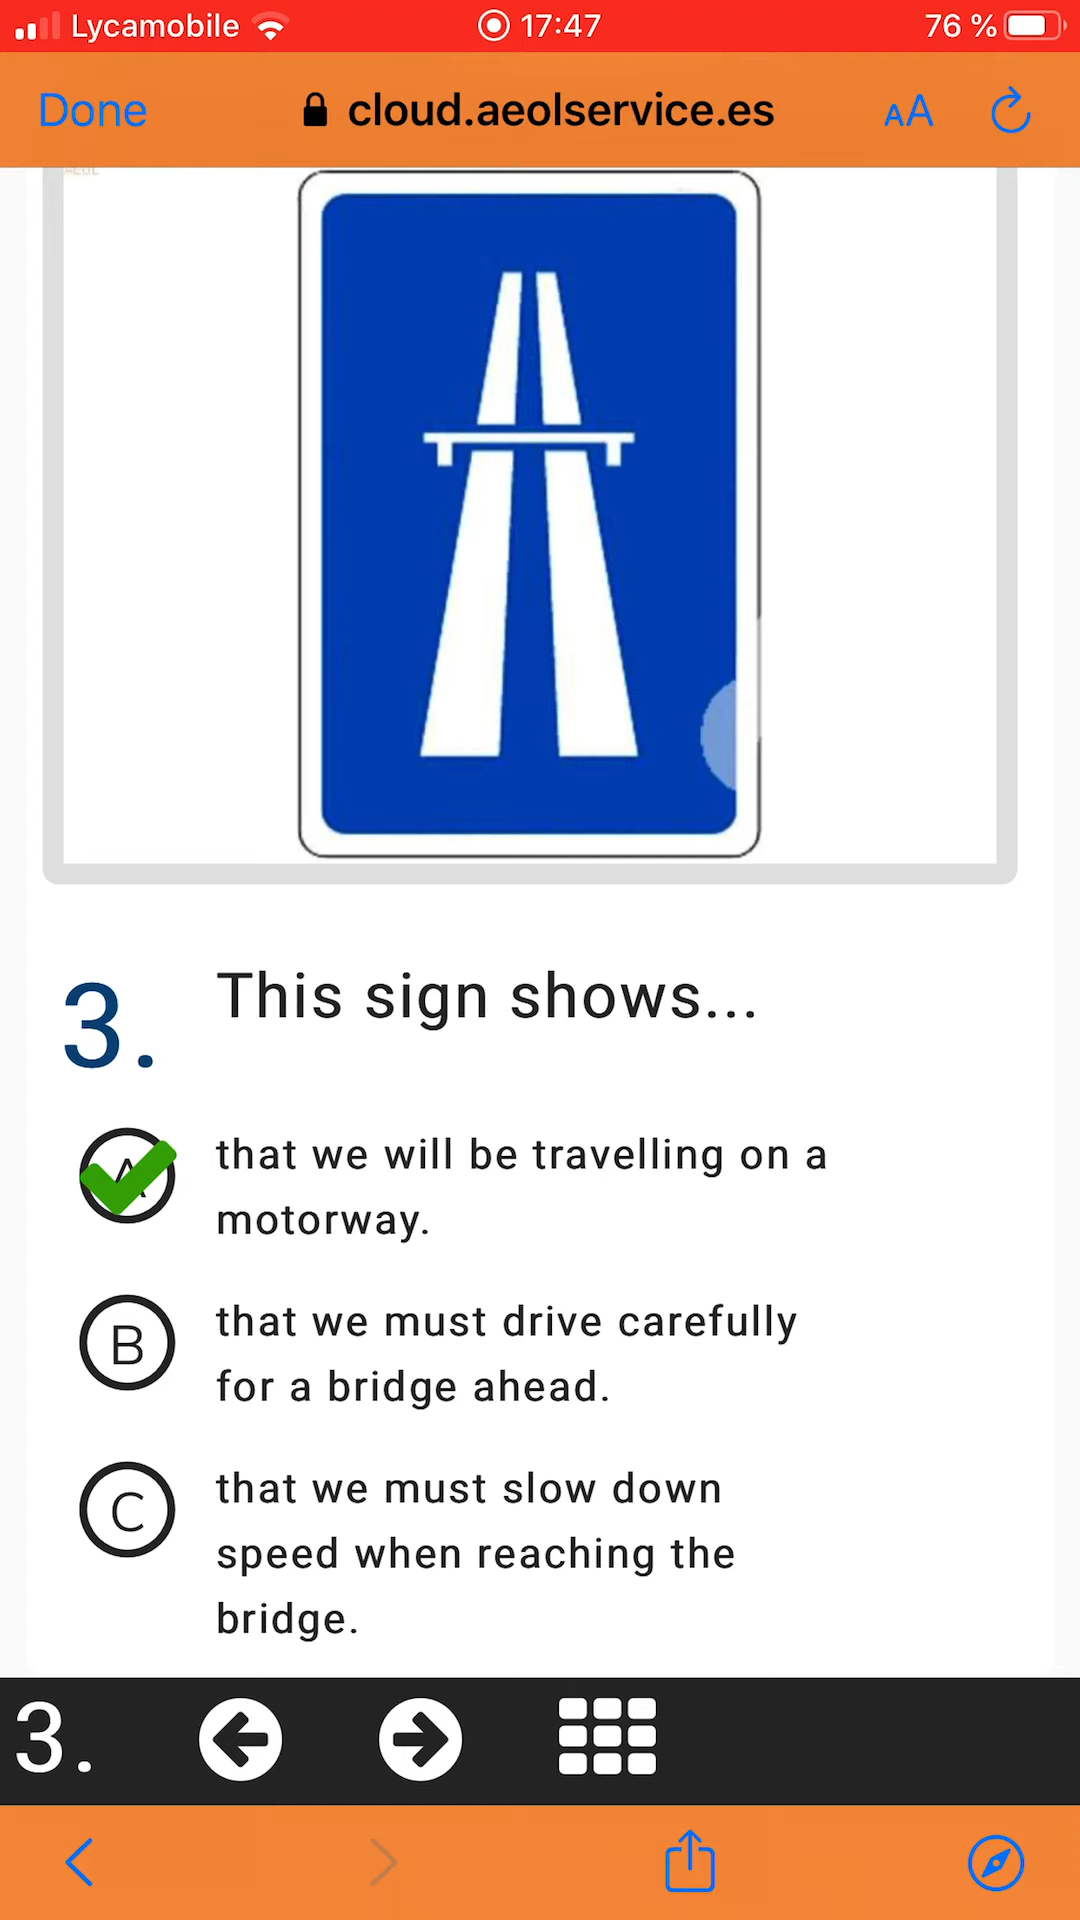 Lycamobile 17:47 76 %
Done cloud.aeolservice.es AA
3. This sign shows...
A that we will be travelling on a
motorway.
B that we must drive carefully
for a bridge ahead.
C that we must slow down
speed when reaching the
bridge.
3.